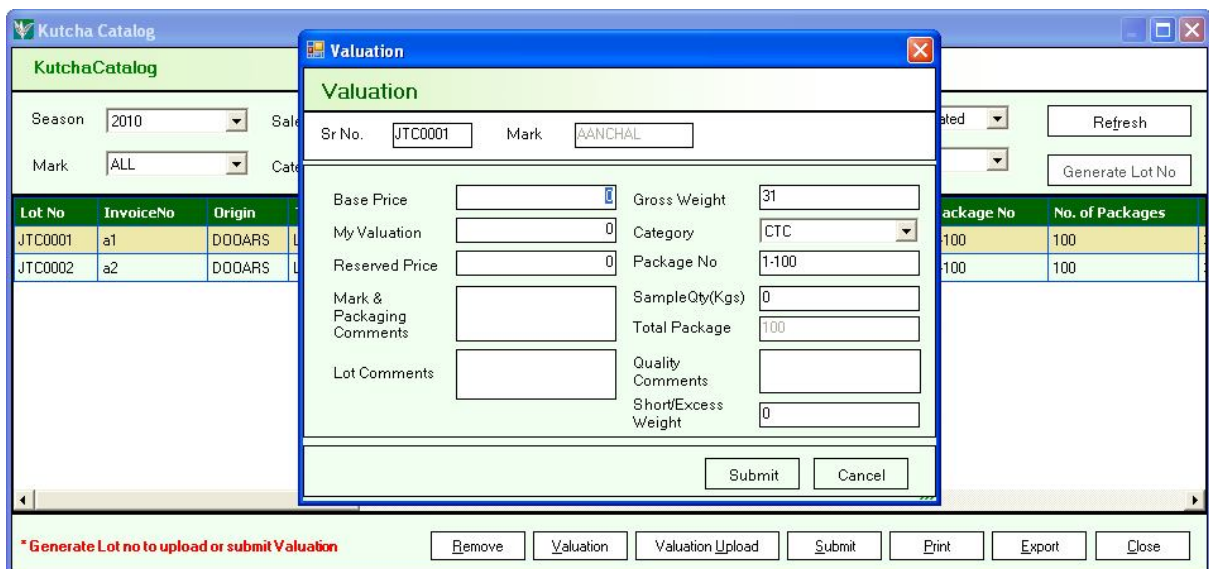 Kutcha Catalog
KutchaCatalog
Season 2010
Mark ALL
Refresh
Generate Lot No
Lot No InvoiceNo Origin No. of Packages
JTC0001 a1 DOOARS 100
JTC0002 a2 DOOARS 100
Valuation
Valuation
Sr No. JTC0001 Mark AANCHAL
Base Price 0 Gross Weight 31
My Valuation 0 Category CTC
Reserved Price 0 Package No 1-100
Mark &
Packaging
Comments
SampleQty(Kgs) 0
Total Package 100
Lot Comments
Quality
Comments
Short/Excess
Weight 0
Submit Cancel
*Generate Lot no to upload or submit Valuation
Remove Valuation Valuation Upload Submit Print Export Close